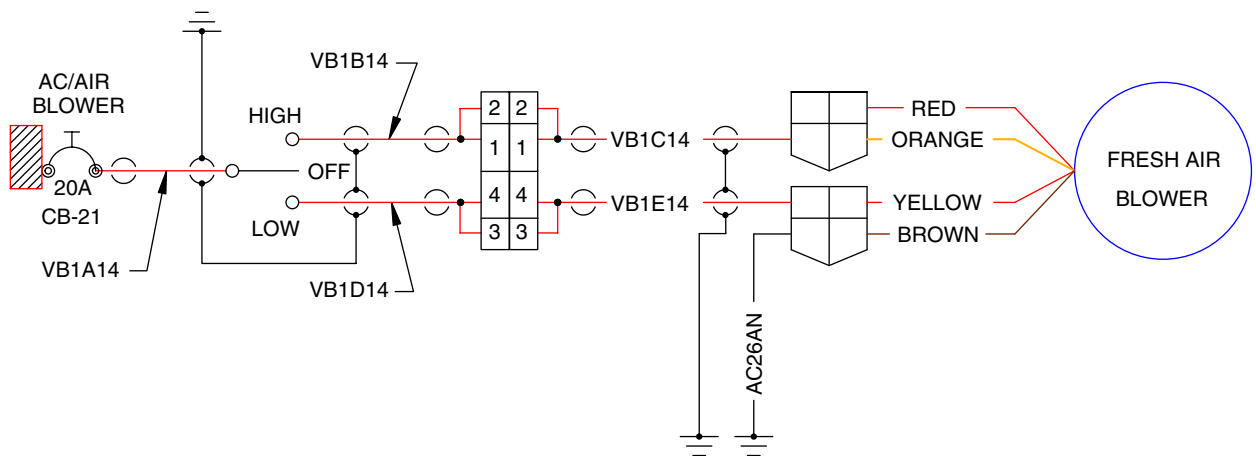 VB1B14
AC/AIR
BLOWER
HIGH
2 2
RED
VB1C14
ORANGE
1 1
FRESH AIR
BLOWER
OFF
20A
4 4
VB1E14
YELLOW
CB-21
LOW
3 3
BROWN
VB1A14
VB1D14
AC26AN